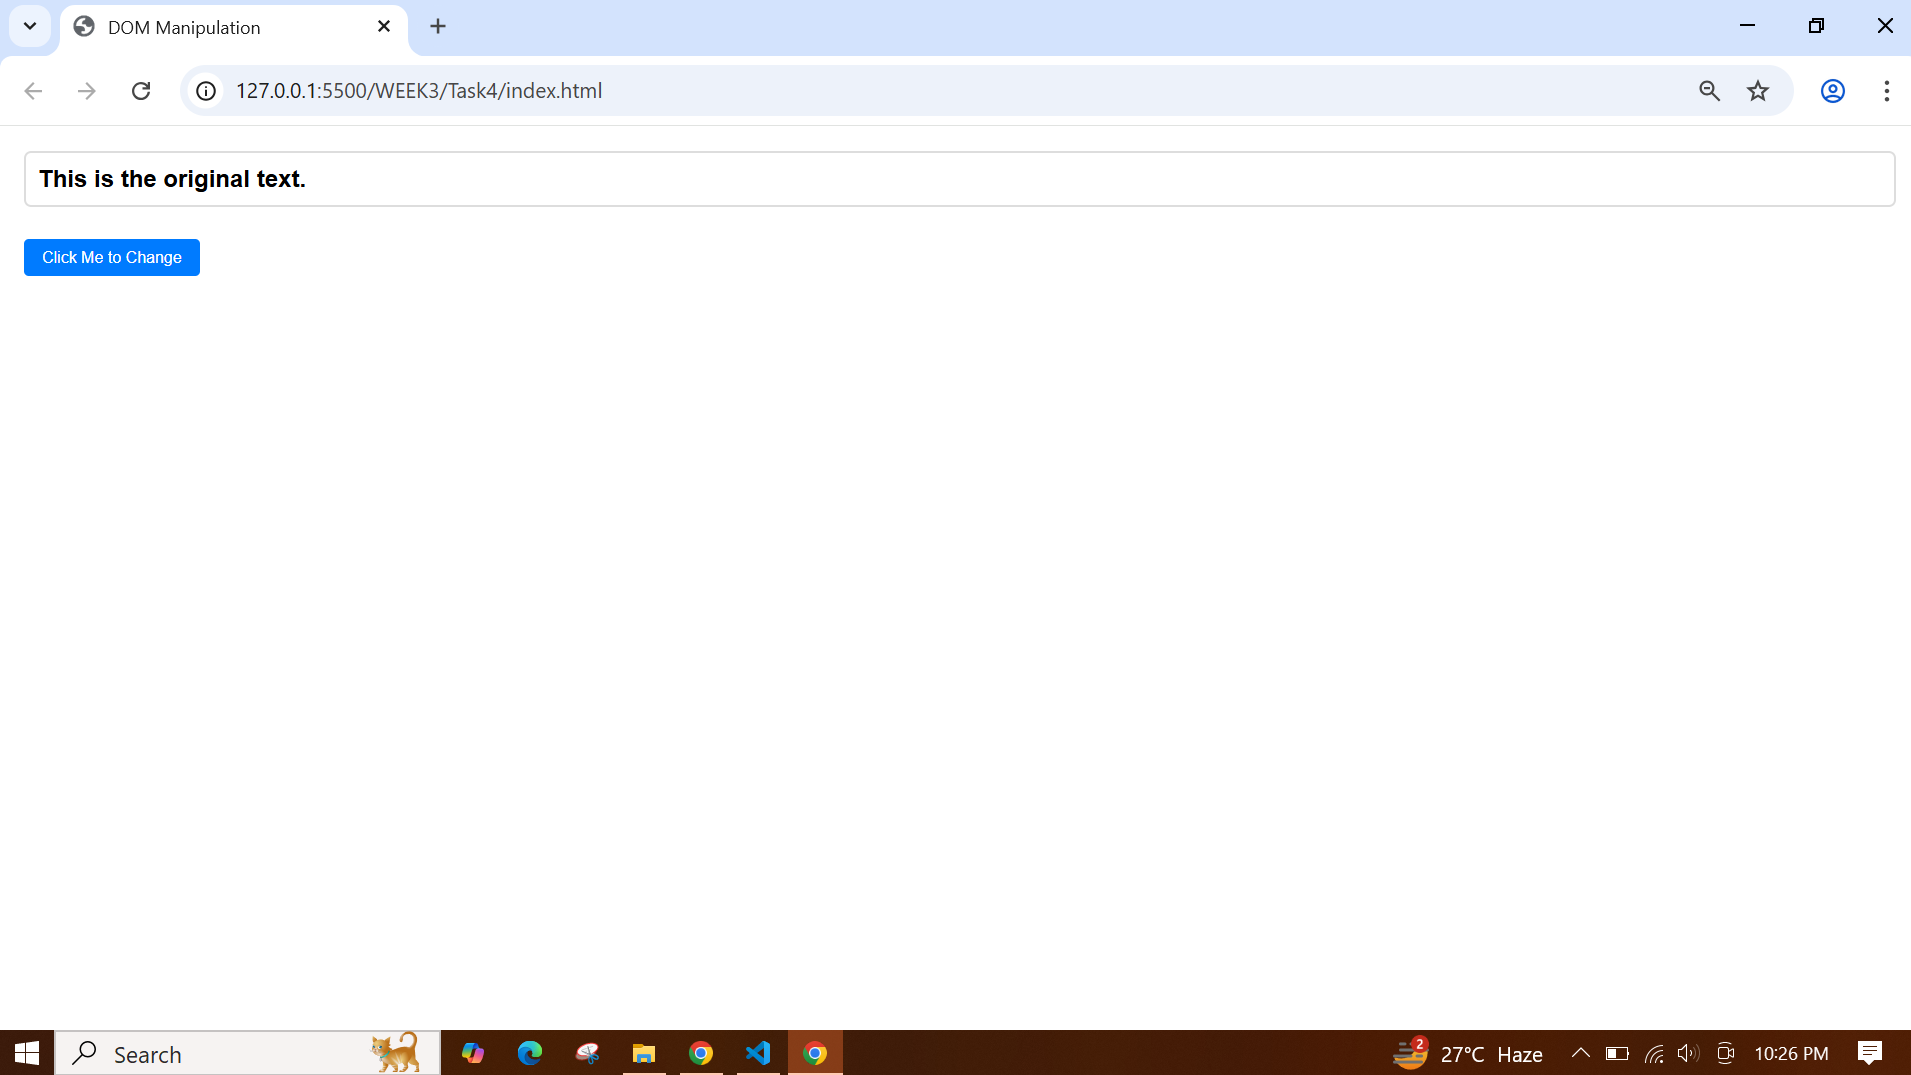 DOM Manipulation
127.0.0.1:5500/WEEK3/Task4/index.html
This is the original text.
Click Me to Change
Search
2
27°C Haze
10:26 PM